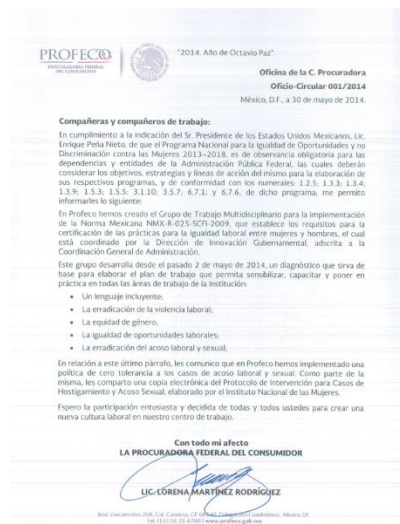 PROFECO
PROCURADURÍA FEDERAL
DEL CONSUMIDOR
"2014. Año de Octavio Paz"
Oficina de la C. Procuradora
Oficio-Circular 001/2014
México, D.F., a 30 de mayo de 2014.
Compañeras y compañeros de trabajo:
En cumplimiento a la indicación del Sr. Presidente de los Estados Unidos Mexicanos, Lic.
Enrique Peña Nieto, de que el Programa Nacional para la Igualdad de Oportunidades y no
Discriminación contra las Mujeres 2013-2018, es de observancia obligatoria para las
dependencias y entidades de la Administración Pública Federal, las cuales deberán
considerar los objetivos, estrategias y líneas de acción del mismo para la elaboración de
sus respectivos programas, y de conformidad con los numerales: 1.2.5; 1.3.3; 1.3.4;
1.3.9; 1.5.3; 1.5.5; 3.1.10; 3.5.7; 6.7.1; y 6.7.6, de dicho programa; me permito
informarles lo siguiente:
En Profeco hemos creado el Grupo de Trabajo Multidisciplinario para la implementación
de la Norma Mexicana NMX-R-025-SCFI-2009, que establece los requisitos para la
certificación de las prácticas para la igualdad laboral entre mujeres y hombres, el cual
está coordinado por la Dirección de Innovación Gubernamental, adscrita a la
Coordinación General de Administración.
Este grupo desarrolla desde el pasado 2 de mayo de 2014, un diagnóstico que sirva de
base para elaborar el plan de trabajo que permita sensibilizar, capacitar y poner en
práctica en todas las áreas de trabajo de la Institución:
• Un lenguaje incluyente;
• La erradicación de la violencia laboral;
• La equidad de género;
• La igualdad de oportunidades laborales;
• La erradicación del acoso laboral y sexual;
En relación a este último párrafo, les comunico que en Profeco hemos implementado una
política de cero tolerancia a los casos de acoso laboral y sexual. Como parte de la
misma, les comparto una copia electrónica del Protocolo de Intervención para Casos de
Hostigamiento y Acoso Sexual, elaborado por el Instituto Nacional de las Mujeres.
Espero la participación entusiasta y decidida de todas y todos ustedes para crear una
nueva cultura laboral en nuestro centro de trabajo.
Con todo mi afecto
LA PROCURADORA FEDERAL DEL CONSUMIDOR
LIC. LORENA MARTÍNEZ RODRÍGUEZ
José Vasconcelos 208, Col. Condesa, Cuauhtémoc, México DF.
Tel (55) 56 25 6700 | www.profeco.gob.mx